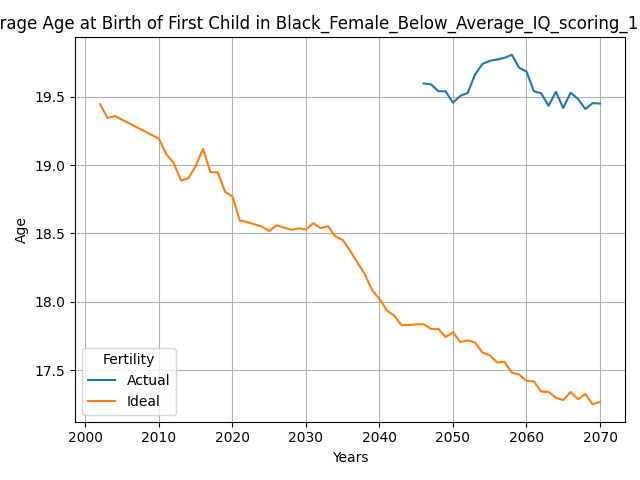 rage Age at Birth of First Child in Black_Female_Below_Average_IQ_scoring_1
Age
19.5
19.0
18.5
18.0
17.5
Fertility
Actual
Ideal
2000 2010 2020 2030 2040 2050 2060 2070
Years